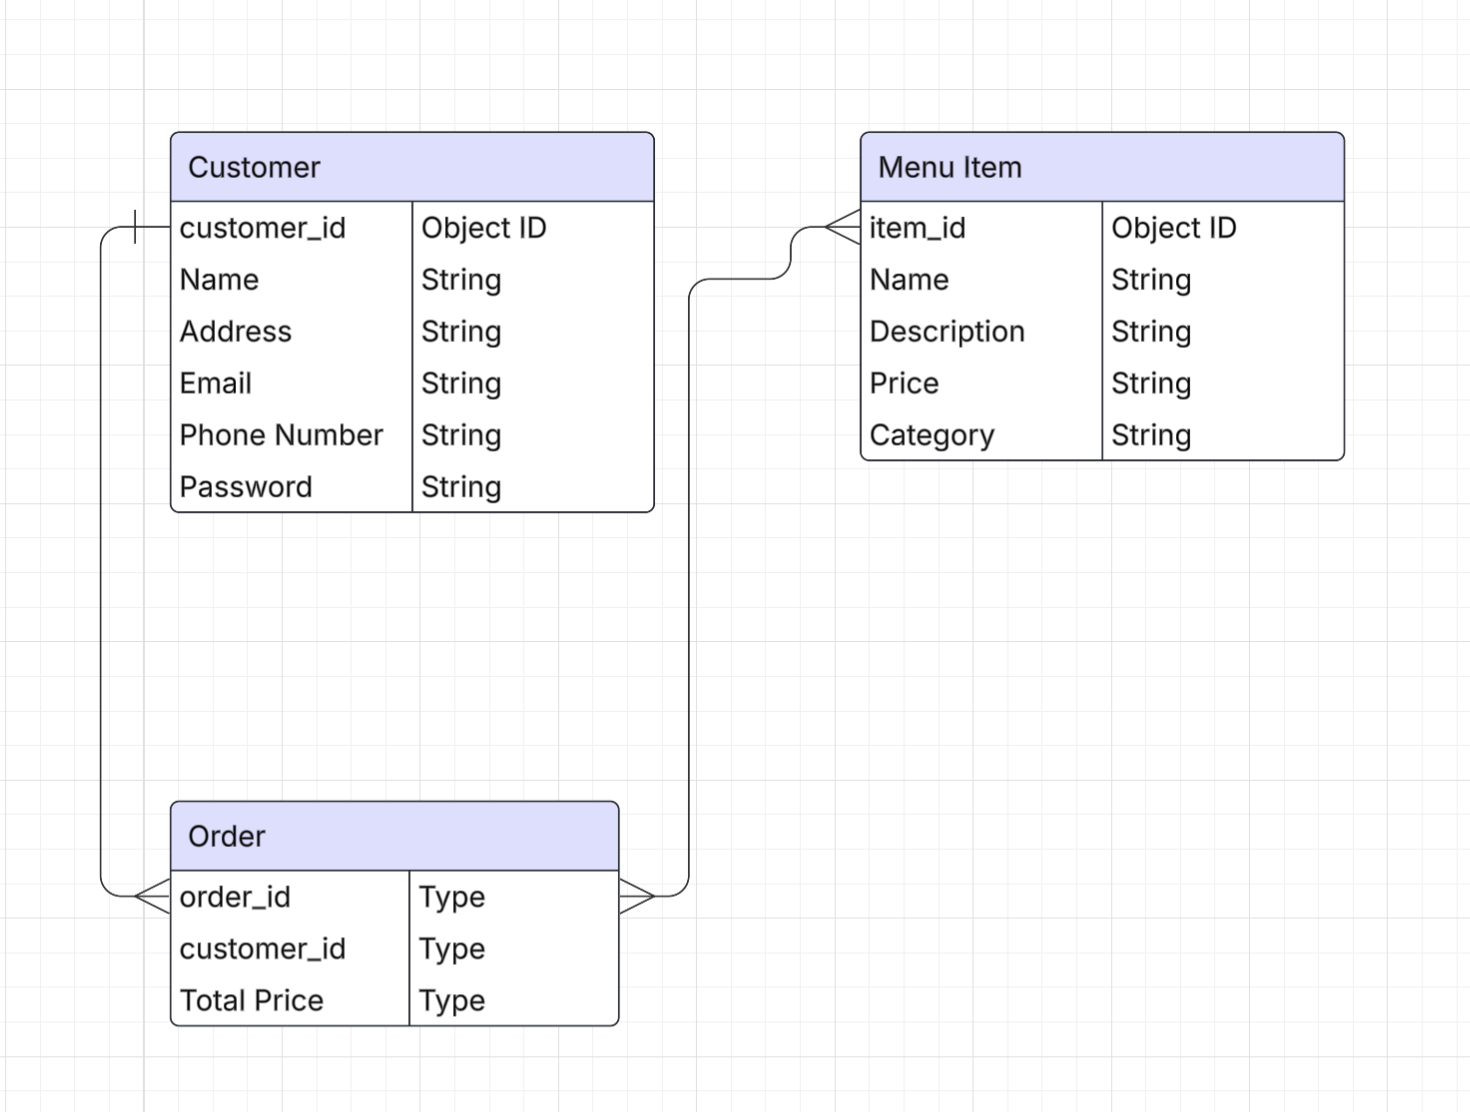 Customer
customer_id Object ID
Name String
Address String
Email String
Phone Number String
Password String
Menu Item
item_id Object ID
Name String
Description String
Price String
Category String
Order
order_id Type
customer_id Type
Total Price Type